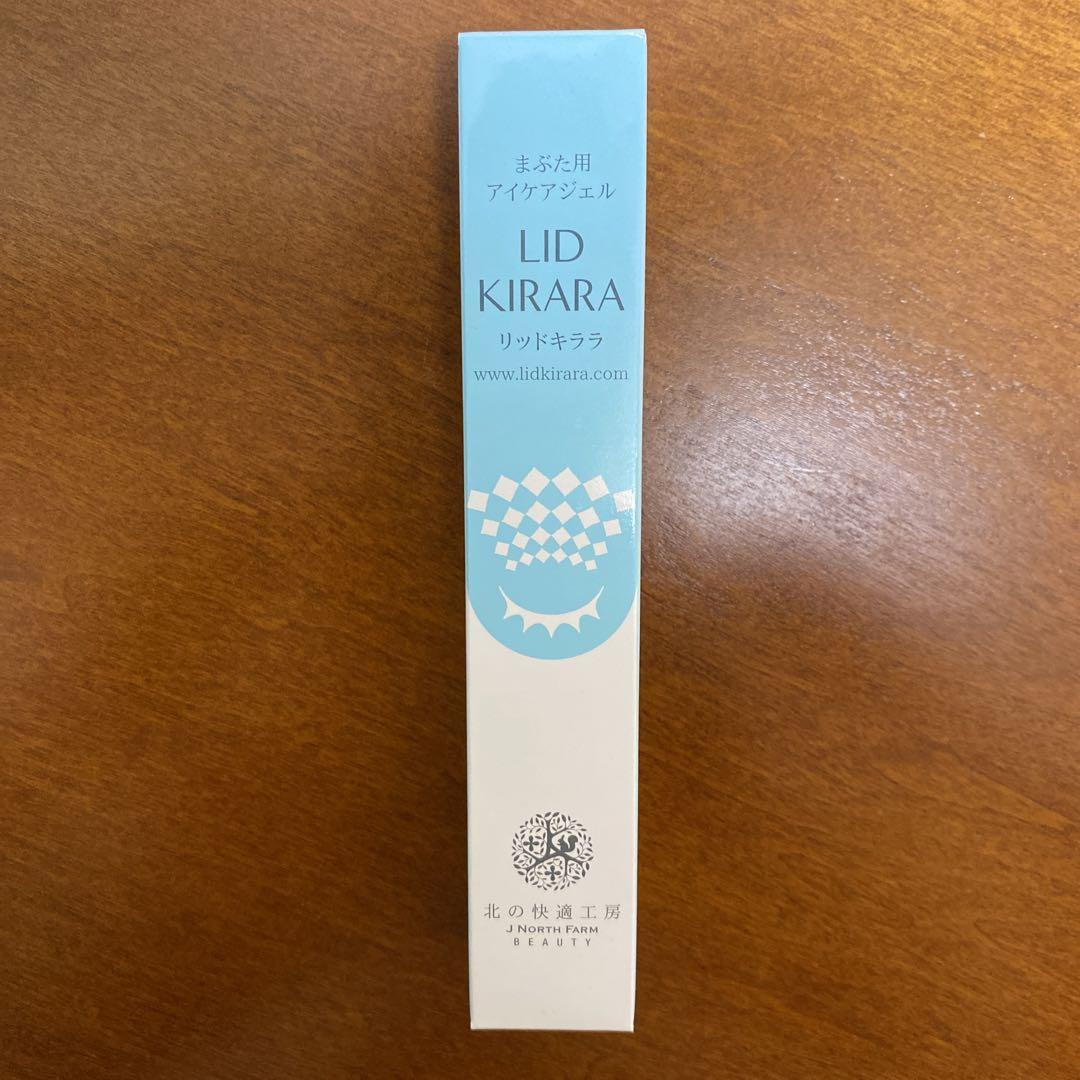 まぶた用
アイケアジェル
LID
KIRARA
リッドキララ
www.lidkirara.com
北の快適工房
J NORTH FARM
BEAUTY